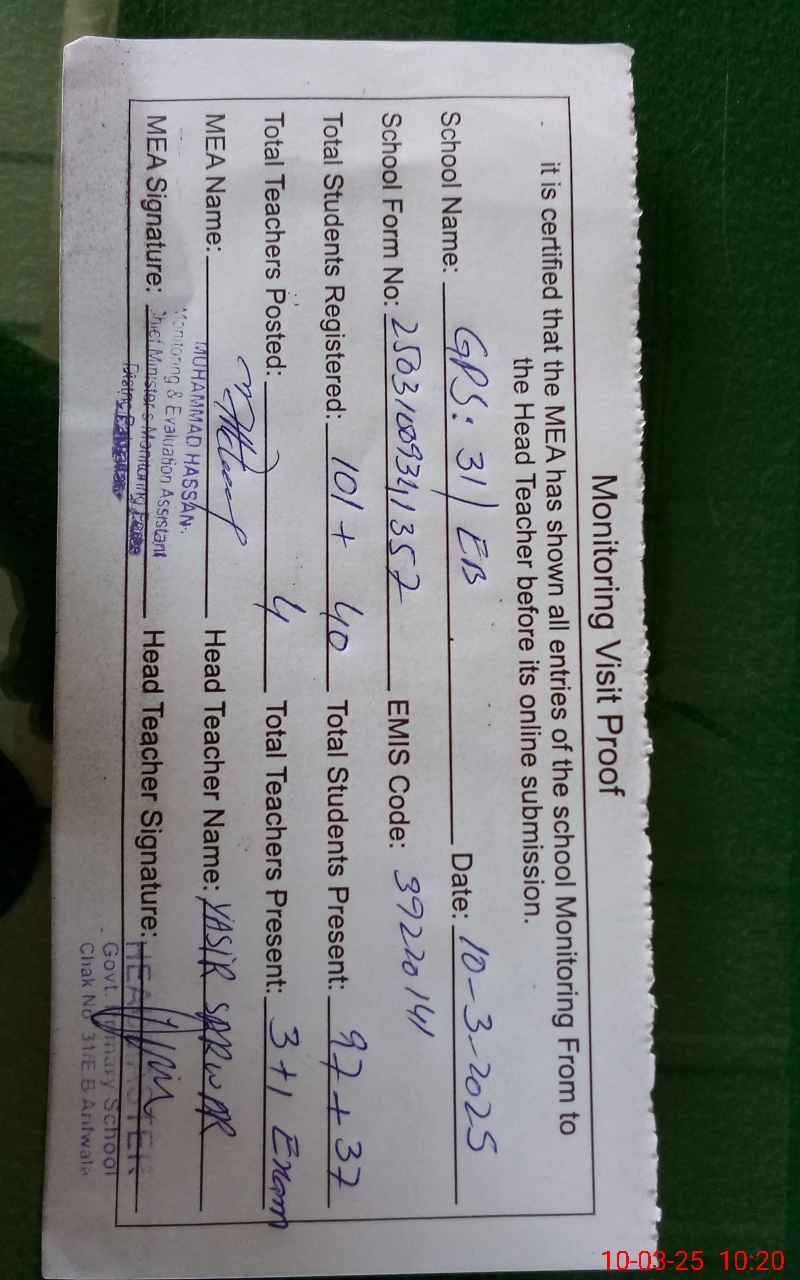 Monitoring Visit Proof
it is certified that the MEA has shown all entries of the school Monitoring From to
the Head Teacher before its online submission.
School Name: GPS: 31/EB Date: 10-3-2025
School Form No: 25031009341357 EMIS Code: 39220141
Total Students Registered: 101 + 40 Total Students Present: 97 + 37
Total Teachers Posted: 4 Total Teachers Present: 3+1 Exam
MEA Name: Head Teacher Name: YASIR SARWAR
MUHAMMAD HASSAN
Monitoring & Evaluation Assistant
Chief Minister's Monitoring Force
MEA Signature: Head Teacher Signature:
HEADMASTER
Govt. Primary School
Chak No 31/E.B Aritwala
10-03-25 10:20